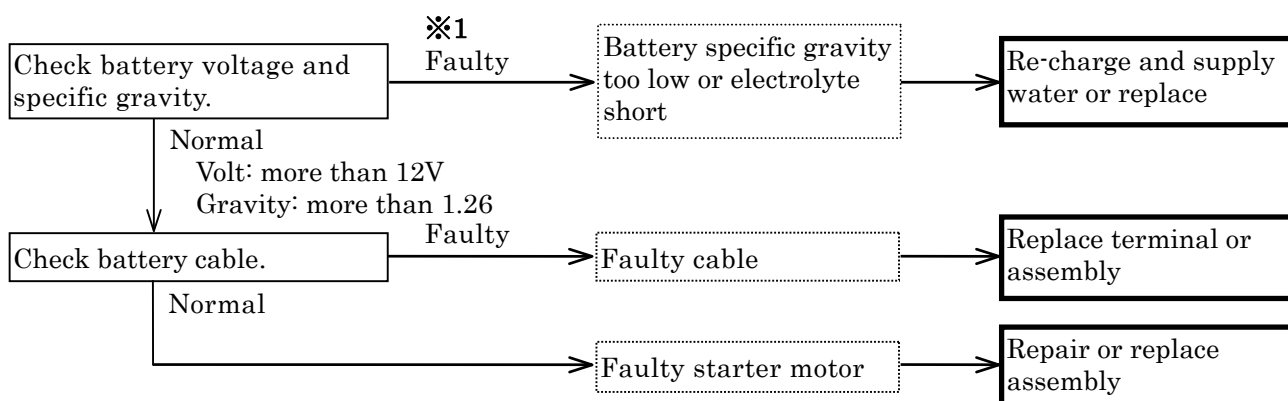 ※1
Check battery voltage and
specific gravity.
Faulty
Battery specific gravity
too low or electrolyte
short
Re-charge and supply
water or replace
Normal
Volt: more than 12V
Gravity: more than 1.26
Check battery cable.
Faulty
Faulty cable
Replace terminal or
assembly
Normal
Faulty starter motor
Repair or replace
assembly